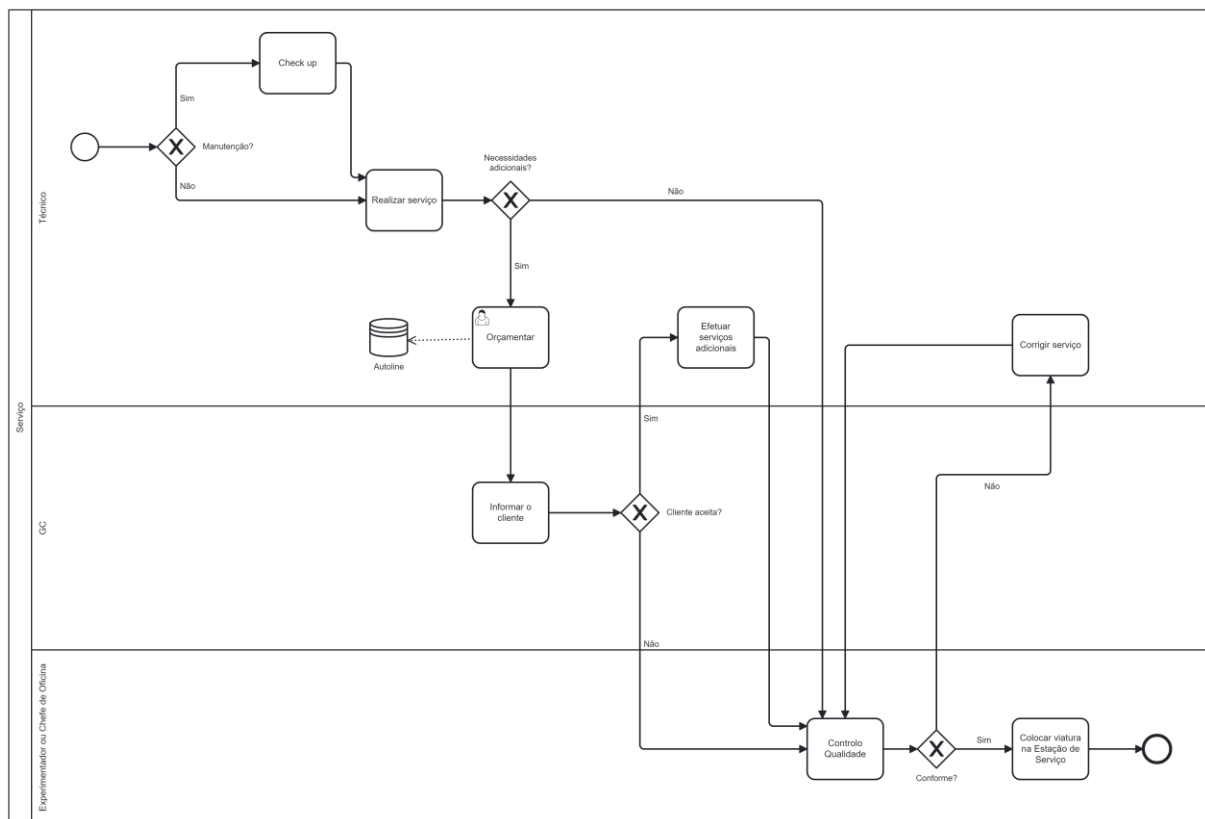 Serviço
Técnico
Check up
Sim
Manutenção?
Não
Realizar serviço
Necessidades
adicionais?
Não
Sim
Orçamentar
Autoline
Efetuar
serviços
adicionais
Corrigir serviço
GC
Sim
Informar o
cliente
Cliente aceita?
Não
Não
Experimentador ou Chefe de Oficina
Controlo
Qualidade
Conforme?
Sim
Colocar viatura
na Estação de
Serviço